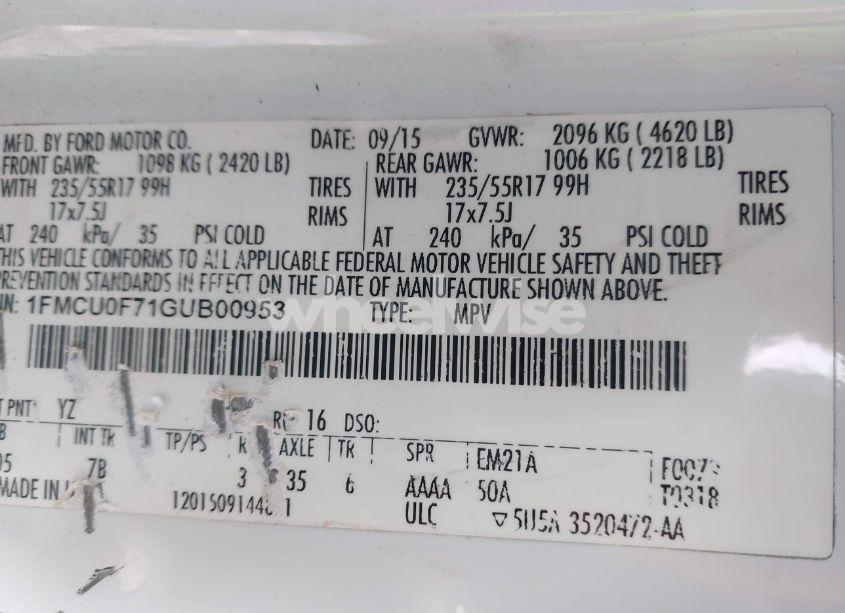 MFD. BY FORD MOTOR CO. DATE: 09/15 GVWR: 2096 KG ( 4620 LB)
FRONT GAWR: 1098 KG ( 2420 LB) REAR GAWR: 1006 KG ( 2218 LB)
WITH 235/55R17 99H TIRES WITH 235/55R17 99H TIRES
17x7.5J RIMS 17x7.5J RIMS
AT 240 kPa/ 35 PSI COLD AT 240 kPa/ 35 PSI COLD
THIS VEHICLE CONFORMS TO ALL APPLICABLE FEDERAL MOTOR VEHICLE SAFETY AND THEFT
PREVENTION STANDARDS IN EFFECT ON THE DATE OF MANUFACTURE SHOWN ABOVE.
1FMCU0F71GUB00953 TYPE: MPV
wheelwise
PNT: YZ
16 DSO:
INT TR TP/PS R AXLE TR SPR EM21A
7B 3 35 6 AAAA 50A T0318
MADE IN
ULC